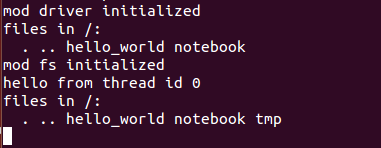 mod driver initialized
files in /:
  . .. hello_world notebook
mod fs initialized
hello from thread id 0
files in /:
  . .. hello_world notebook tmp